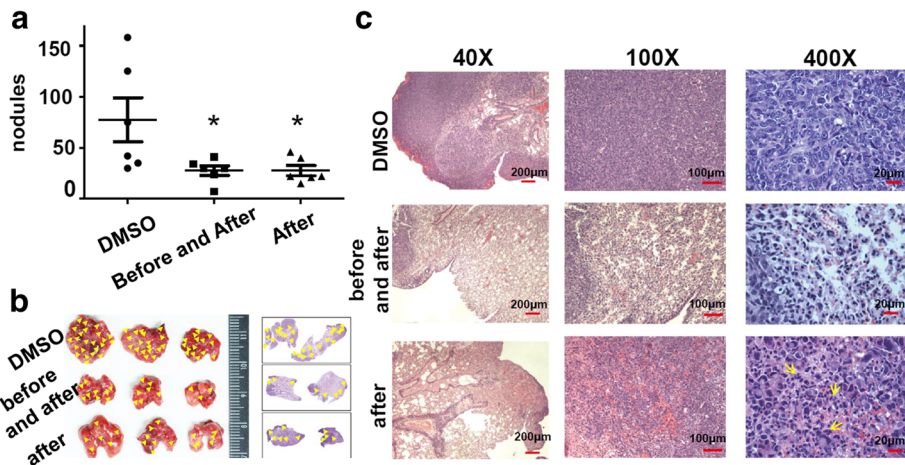 a
150
100
50
0
nodules
* *
DMSO
Before and After
After
b
DMSO
before
and after
after
c
40X 100X 400X
DMSO
200μm 100μm 20μm
before
and after
200μm 100μm 20μm
after
200μm 100μm 20μm